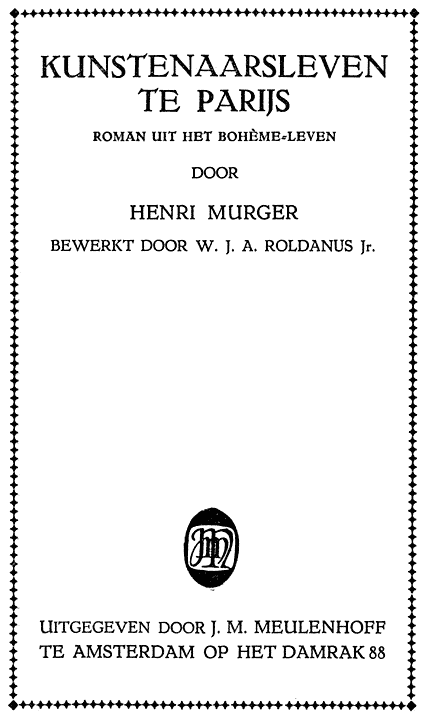 KUNSTENAARSLEVEN
TE PARIJS
ROMAN UIT HET BOHÈME-LEVEN
DOOR
HENRI MURGER
BEWERKT DOOR W. J. A. ROLDANUS Jr.
JMM
UITGEGEVEN DOOR J. M. MEULENHOFF
TE AMSTERDAM OP HET DAMRAK 88